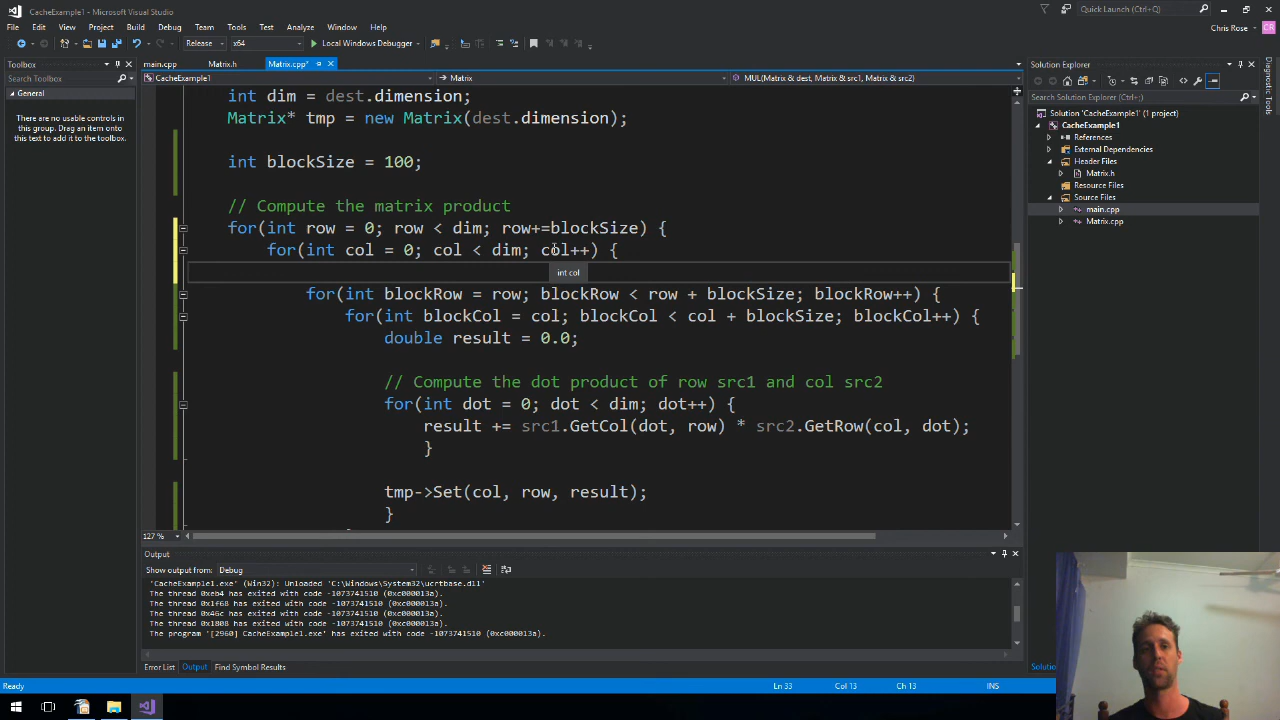 CacheExample1 - Microsoft Visual Studio
Quick Launch (Ctrl+Q)
File Edit View Project Build Debug Team Tools Test Analyze Window Help
Chris Rose CR
Release x64 Local Windows Debugger
Toolbox
Search Toolbox
General
There are no usable controls in this group. Drag an item onto this text to add it to the toolbox.
main.cpp Matrix.h Matrix.cpp*
CacheExample1 Matrix MUL(Matrix & dest, Matrix & src1, Matrix & src2)
int dim = dest.dimension;
Matrix* tmp = new Matrix(dest.dimension);
int blockSize = 100;
// Compute the matrix product
for(int row = 0; row < dim; row+=blockSize) {
for(int col = 0; col < dim; col++) {
int col
for(int blockRow = row; blockRow < row + blockSize; blockRow++) {
for(int blockCol = col; blockCol < col + blockSize; blockCol++) {
double result = 0.0;
// Compute the dot product of row src1 and col src2
for(int dot = 0; dot < dim; dot++) {
result += src1.GetCol(dot, row) * src2.GetRow(col, dot);
}
tmp->Set(col, row, result);
}
127 %
Output
Show output from: Debug
'CacheExample1.exe' (Win32): Unloaded 'C:\Windows\System32\ucrtbase.dll'
The thread 0xeb4 has exited with code -1073741510 (0xc000013a).
The thread 0x1f68 has exited with code -1073741510 (0xc000013a).
The thread 0x46c has exited with code -1073741510 (0xc000013a).
The thread 0x1808 has exited with code -1073741510 (0xc000013a).
The program '[2960] CacheExample1.exe' has exited with code -1073741510 (0xc000013a).
Error List Output Find Symbol Results
Solution Explorer
Search Solution Explorer (Ctrl+;)
Solution 'CacheExample1' (1 project)
CacheExample1
References
External Dependencies
Header Files
Matrix.h
Resource Files
Source Files
main.cpp
Matrix.cpp
Diagnostic Tools
Ready Ln 33 Col 13 Ch 13 INS